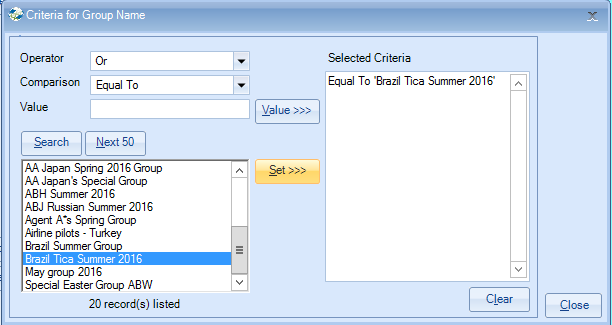 Criteria for Group Name
Operator
Or
Comparison
Equal To
Value
Value >>>
Search
Next 50
AA Japan Spring 2016 Group
AA Japan's Special Group
ABH Summer 2016
ABJ Russian Summer 2016
Agent A"s Spring Group
Airline pilots - Turkey
Brazil Summer Group
Brazil Tica Summer 2016
May group 2016
Special Easter Group ABW
20 record(s) listed
Set >>>
Selected Criteria
Equal To 'Brazil Tica Summer 2016'
Clear
Close